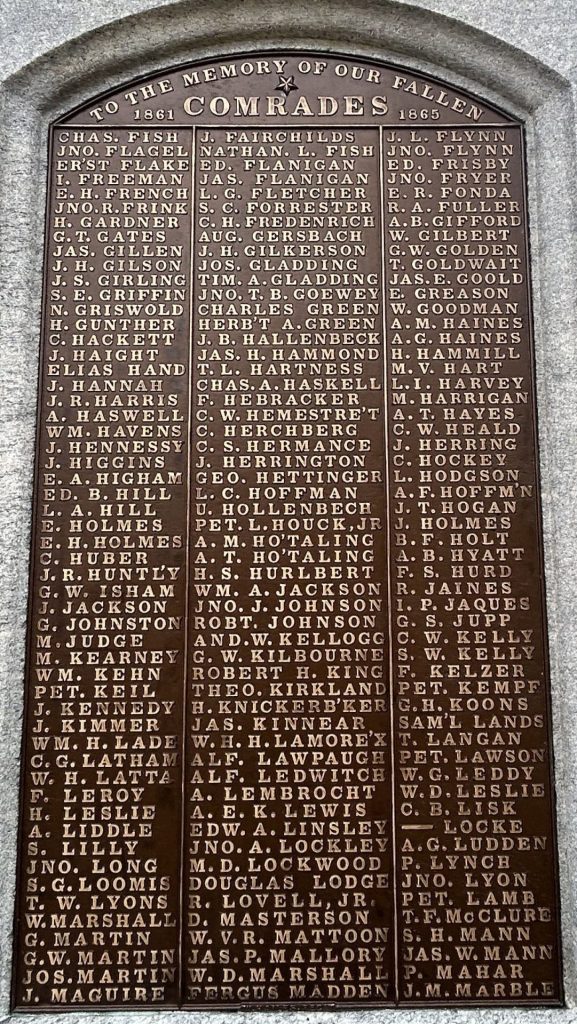 TO THE MEMORY OF OUR FALLEN
1861 COMRADES 1865
CHAS. FISH
JNO. FLAGEL
ER'ST FLAKE
I. FREEMAN
E. H. FRENCH
JNO. R. FRINK
H. GARDNER
G. T. GATES
JAS. GILLEN
J. H. GILSON
J. S. GIRLING
S. E. GRIFFIN
N. GRISWOLD
H. GUNTHER
C. HACKETT
J. HAIGHT
ELIAS HAND
J. HANNAH
J. R. HARRIS
A. HASWELL
WM. HAVENS
J. HENNESSY
J. HIGGINS
E. A. HIGHAM
ED. B. HILL
L. A. HILL
E. HOLMES
E. H. HOLMES
C. HUBER
J. R. HUNTL'Y
G. W. ISHAM
J. JACKSON
G. JOHNSTON
M. JUDGE
M. KEARNEY
WM. KEHN
PET. KEIL
J. KENNEDY
J. KIMMER
WM. H. LADE
C. G. LATHAM
W. H. LATTA
F. LEROY
H. LESLIE
A. LIDDLE
S. LILLY
JNO. LONG
S. G. LOOMIS
T. W. LYONS
W. MARSHALL
G. MARTIN
G. W. MARTIN
JOS. MARTIN
J. MAGUIRE
J. FAIRCHILDS
NATHAN. L. FISH
ED. FLANIGAN
JAS. FLANIGAN
L. G. FLETCHER
S. C. FORRESTER
C. H. FREDENRICH
AUG. GERSBACH
J. H. GILKERSON
JOS. GLADDING
TIM. A. GLADDING
JNO. T. B. GOEWEY
CHARLES GREEN
HERB'T A. GREEN
J. B. HALLENBECK
JAS. H. HAMMOND
T. L. HARTNESS
CHAS. A. HASKELL
F. HEBRACKER
C. W. HEMESTRE'T
C. HERCHBERG
C. S. HERMANCE
J. HERRINGTON
GEO. HETTINGER
L. C. HOFFMAN
U. HOLLENBECH
PET. L. HOUCK, JR
A. M. HO'TALING
A. T. HO'TALING
H. S. HURLBERT
WM. A. JACKSON
JNO. J. JOHNSON
ROBT. JOHNSON
AND. W. KELLOGG
G. W. KILBOURNE
ROBERT H. KING
THEO. KIRKLAND
H. KNICKERB'KER
JAS. KINNEAR
W. H. H. LAMORE'X
ALF. LAWPAUGH
ALF. LEDWITCH
A. LEMBROCHT
A. E. K. LEWIS
EDW. A. LINSLEY
JNO. A. LOCKLEY
M. D. LOCKWOOD
DOUGLAS LODGE
R. LOVELL, JR.
D. MASTERSON
W. V. R. MATTOON
JAS. P. MALLORY
W. D. MARSHALL
FERGUS MADDEN
J. L. FLYNN
JNO. FLYNN
ED. FRISBY
JNO. FRYER
E. R. FONDA
R. A. FULLER
A. B. GIFFORD
W. GILBERT
G. W. GOLDEN
T. GOLDWAIT
JAS. E. GOOLD
E. GREASON
W. GOODMAN
A. M. HAINES
A. G. HAINES
H. HAMMILL
M. V. HART
L. I. HARVEY
M. HARRIGAN
A. T. HAYES
C. W. HEALD
J. HERRING
C. HOCKEY
L. HODGSON
A. F. HOFFM'N
J. T. HOGAN
J. HOLMES
B. F. HOLT
A. B. HYATT
F. S. HURD
R. JAINES
I. P. JAQUES
G. S. JUPP
C. W. KELLY
S. W. KELLY
F. KELZER
PET. KEMPF
G. H. KOONS
SAM'L LANDS
T. LANGAN
PET. LAWSON
W. G. LEDDY
W. D. LESLIE
C. B. LISK
— LOCKE
A. G. LUDDEN
P. LYNCH
JNO. LYON
PET. LAMB
T. F. McCLURE
S. H. MANN
JAS. W. MANN
P. MAHAR
J. M. MARBLE